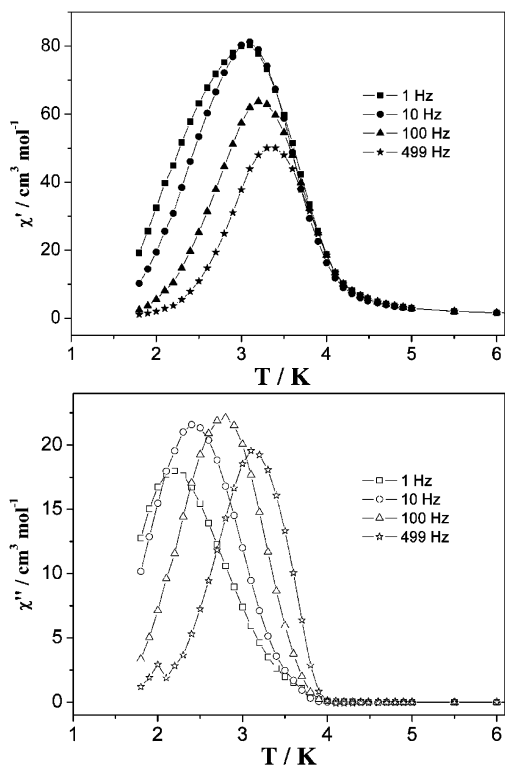 80
60
40
20
0
χ' / cm³ mol⁻¹
1 Hz
10 Hz
100 Hz
499 Hz
1 2 3 4 5 6
T / K
20
15
10
5
0
χ" / cm³ mol⁻¹
1 Hz
10 Hz
100 Hz
499 Hz
1 2 3 4 5 6
T / K